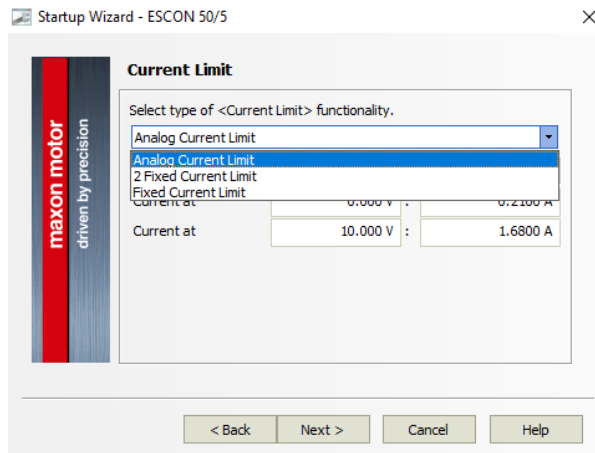 Startup Wizard - ESCON 50/5
maxon motor
driven by precision
Current Limit
Select type of <Current Limit> functionality.
Analog Current Limit
Analog Current Limit
2 Fixed Current Limit
Fixed Current Limit
Current at 0.000 V : 0.2100 A
Current at 10.000 V : 1.6800 A
< Back Next > Cancel Help